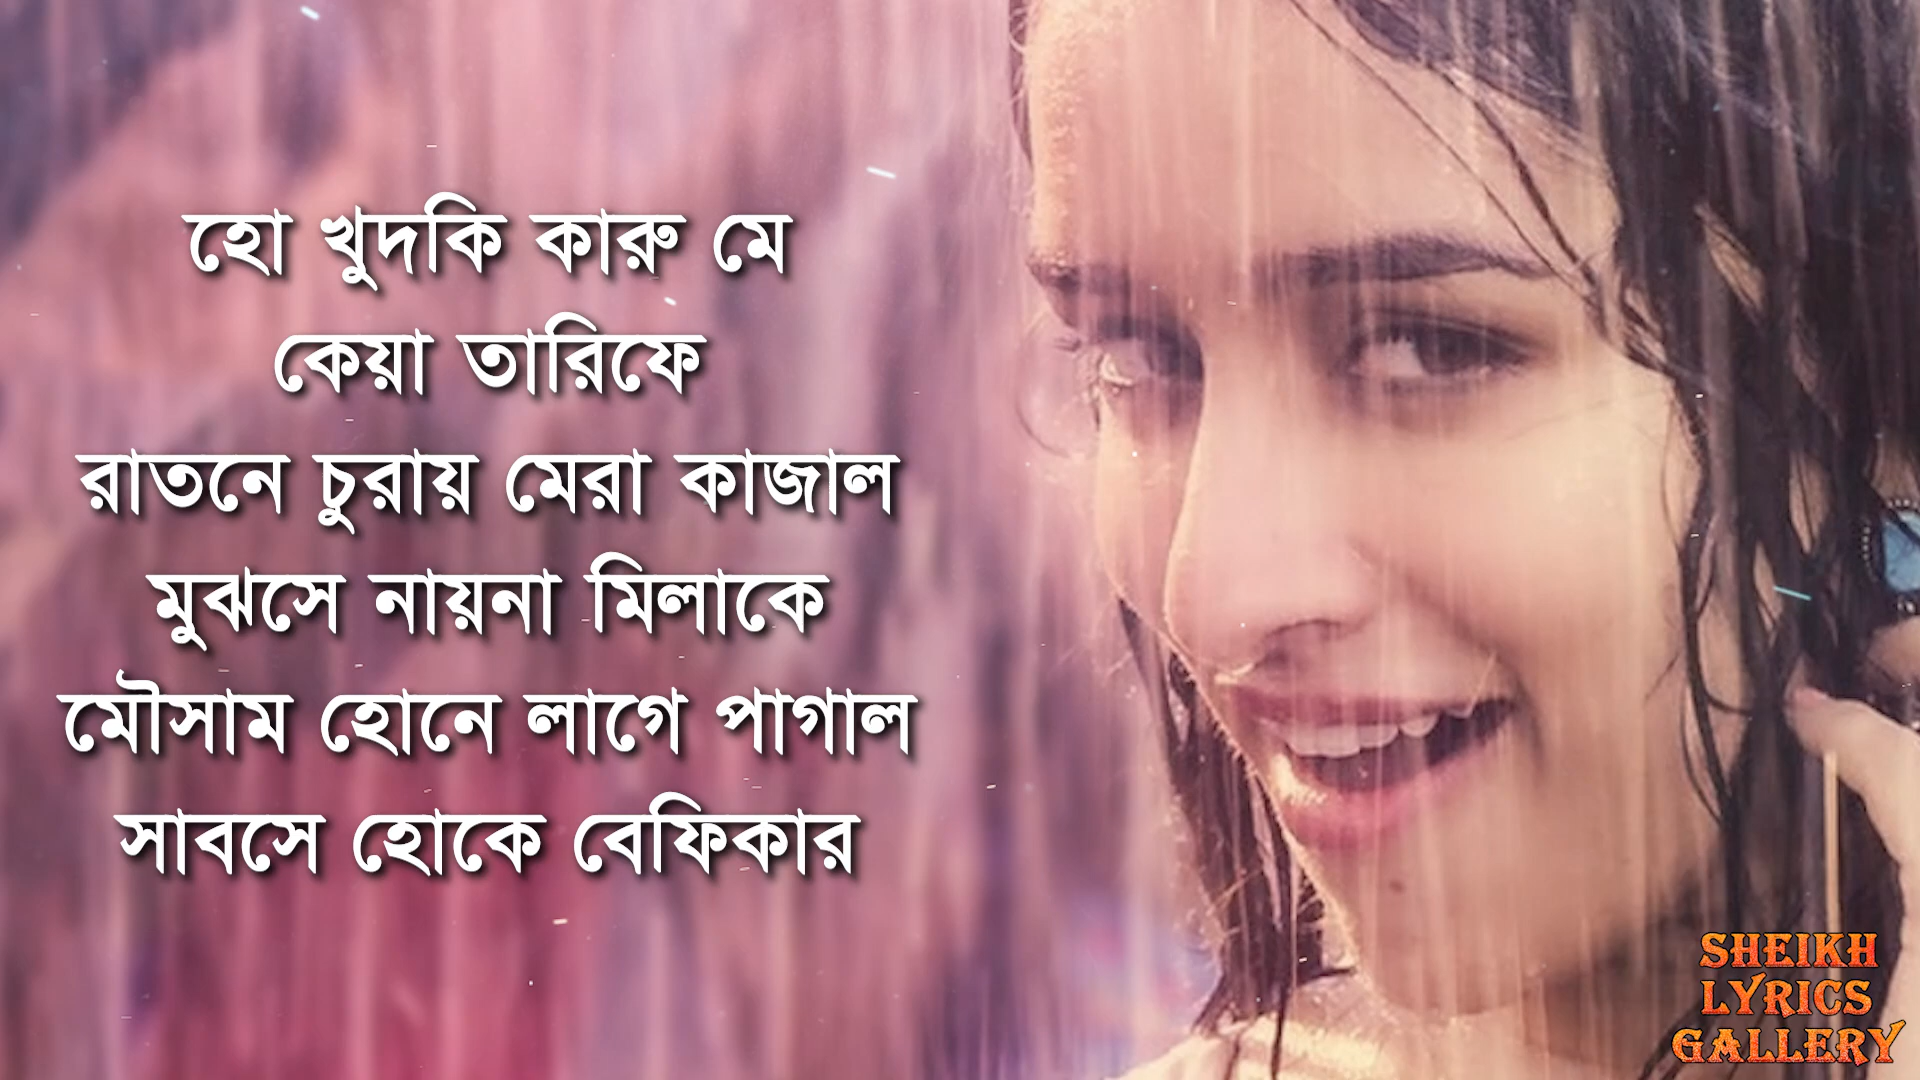 হো খুদকি কারু মে
কেয়া তারিফে
রাতনে চুরায় মেরা কাজাল
মুঝসে নায়না মিলাকে
মৌসাম হোনে লাগে পাগাল
সাবসে হোকে বেফিকার
SHEIKH
LYRICS
GALLERY